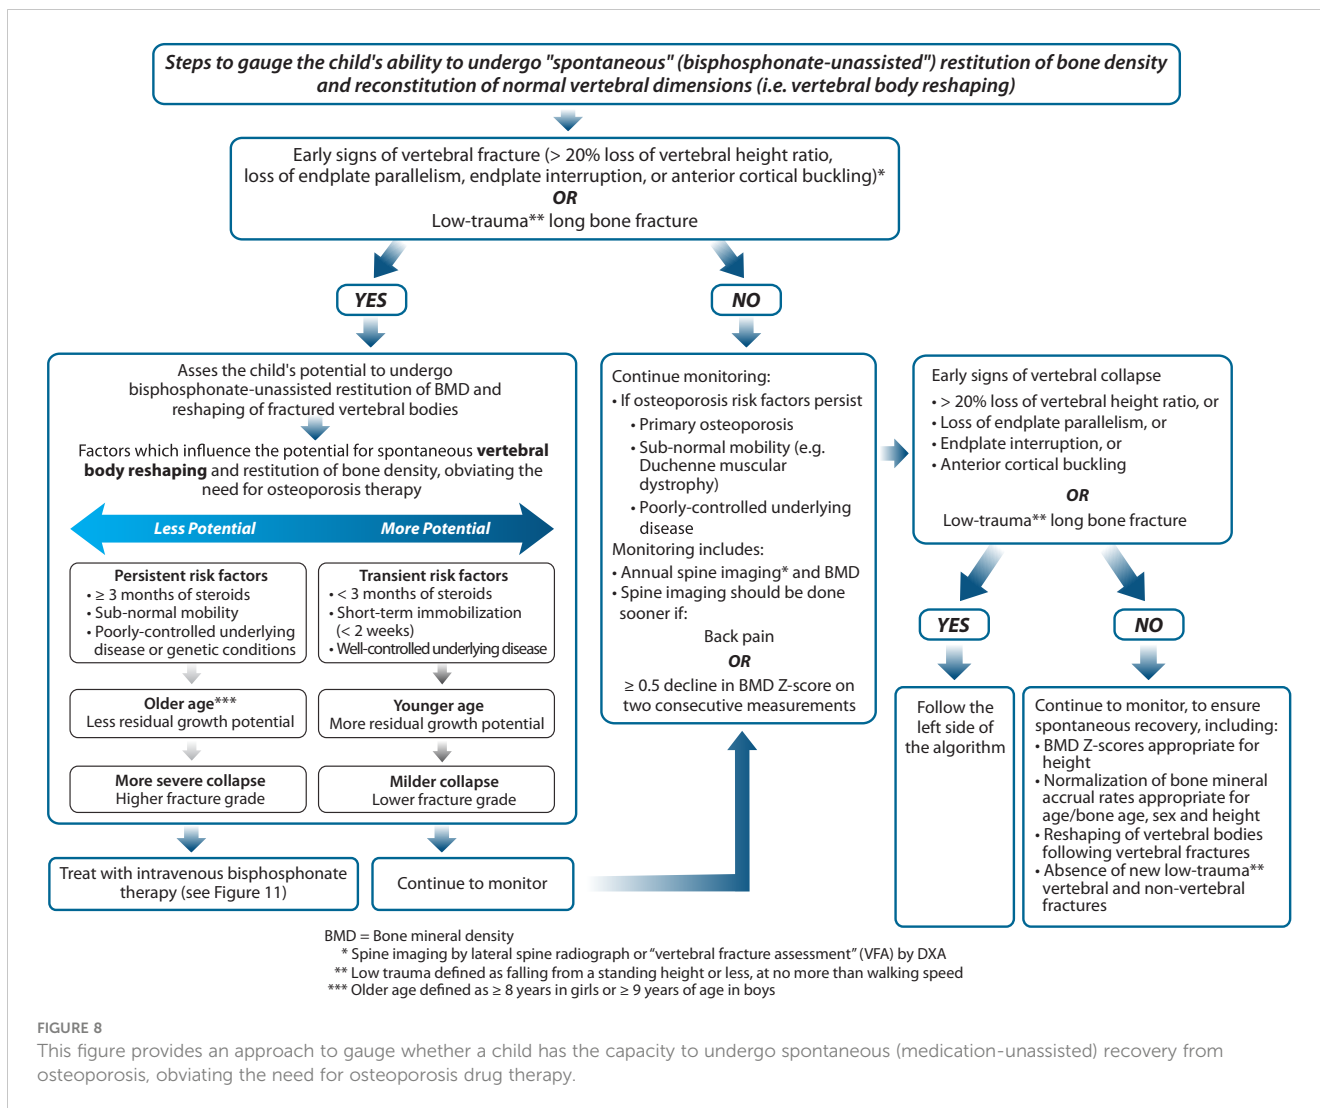 Steps to gauge the child's ability to undergo "spontaneous" (bisphosphonate-unassisted") restitution of bone density
and reconstitution of normal vertebral dimensions (i.e. vertebral body reshaping)
Early signs of vertebral fracture (> 20% loss of vertebral height ratio,
loss of endplate parallelism, endplate interruption, or anterior cortical buckling)*
OR
Low-trauma** long bone fracture
YES
NO
Asses the child's potential to undergo
bisphosphonate-unassisted restitution of BMD and
reshaping of fractured vertebral bodies
Factors which influence the potential for spontaneous vertebral
body reshaping and restitution of bone density, obviating the
need for osteoporosis therapy
Less Potential
More Potential
Persistent risk factors
• ≥ 3 months of steroids
• Sub-normal mobility
• Poorly-controlled underlying
disease or genetic conditions
Transient risk factors
• < 3 months of steroids
• Short-term immobilization
(< 2 weeks)
• Well-controlled underlying disease
Older age***
Less residual growth potential
Younger age
More residual growth potential
More severe collapse
Higher fracture grade
Milder collapse
Lower fracture grade
Treat with intravenous bisphosphonate
therapy (see Figure 11)
Continue to monitor
Continue monitoring:
• If osteoporosis risk factors persist
• Primary osteoporosis
• Sub-normal mobility (e.g.
Duchenne muscular
dystrophy)
• Poorly-controlled underlying
disease
Monitoring includes:
• Annual spine imaging* and BMD
• Spine imaging should be done
sooner if:
Back pain
OR
≥ 0.5 decline in BMD Z-score on
two consecutive measurements
Early signs of vertebral collapse
• > 20% loss of vertebral height ratio, or
• Loss of endplate parallelism, or
• Endplate interruption, or
• Anterior cortical buckling
OR
Low-trauma** long bone fracture
YES
NO
Follow the
left side of
the algorithm
Continue to monitor, to ensure
spontaneous recovery, including:
• BMD Z-scores appropriate for
height
• Normalization of bone mineral
accrual rates appropriate for
age/bone age, sex and height
• Reshaping of vertebral bodies
following vertebral fractures
• Absence of new low-trauma**
vertebral and non-vertebral
fractures
BMD = Bone mineral density
* Spine imaging by lateral spine radiograph or "vertebral fracture assessment" (VFA) by DXA
** Low trauma defined as falling from a standing height or less, at no more than walking speed
*** Older age defined as ≥ 8 years in girls or ≥ 9 years of age in boys
FIGURE 8
This figure provides an approach to gauge whether a child has the capacity to undergo spontaneous (medication-unassisted) recovery from
osteoporosis, obviating the need for osteoporosis drug therapy.